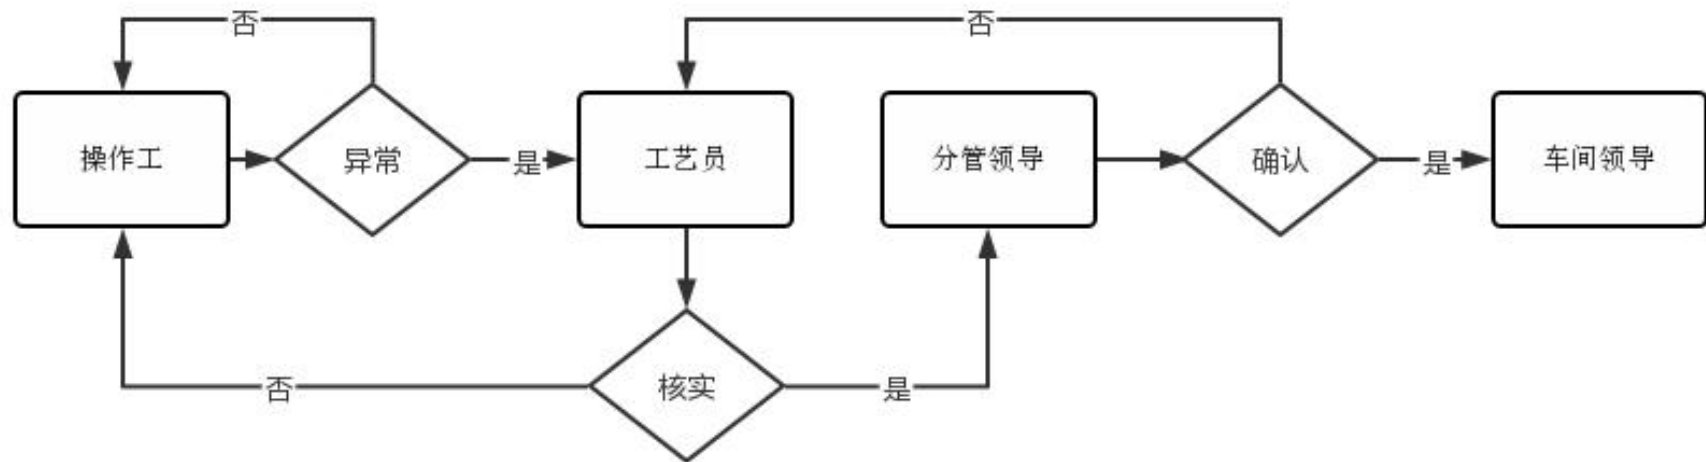 否
否
操作工
异常
是
工艺员
分管领导
确认
是
车间领导
否
核实
是